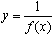 y = 1/f(x)